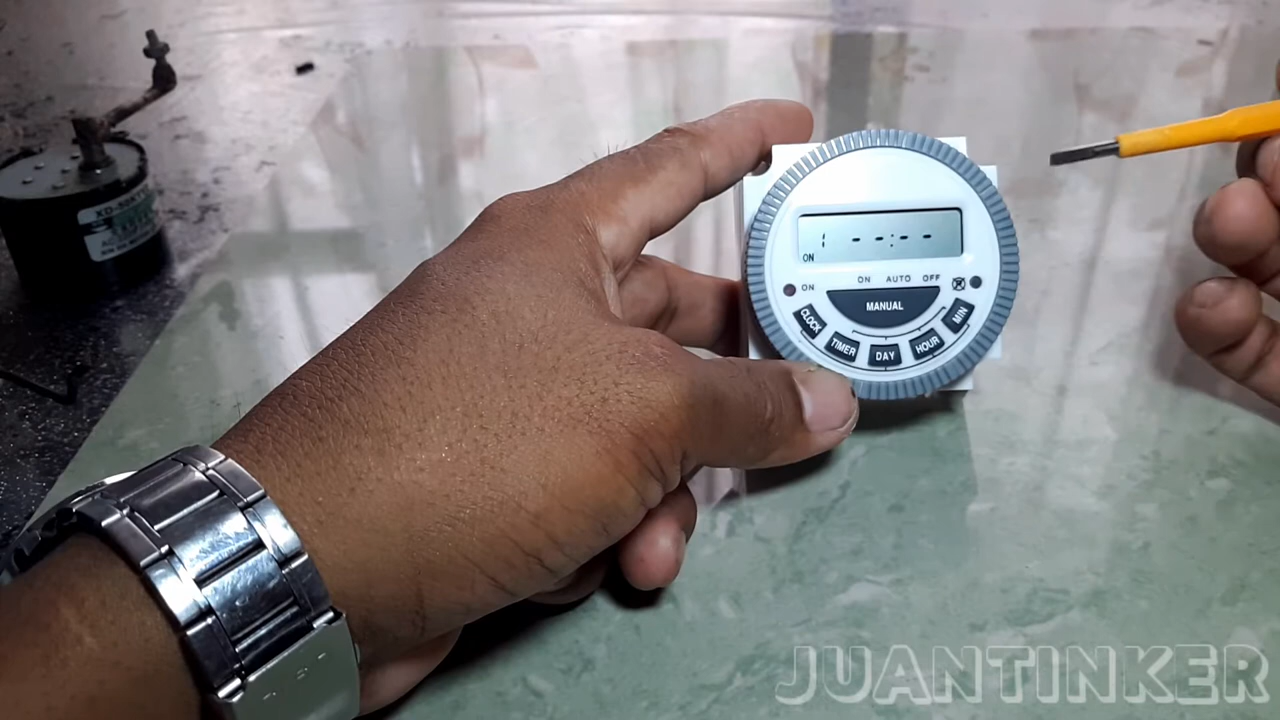 1 --:--
ON
ON AUTO OFF
ON
MANUAL
CLOCK
TIMER
DAY
HOUR
MIN
JUANTINKER